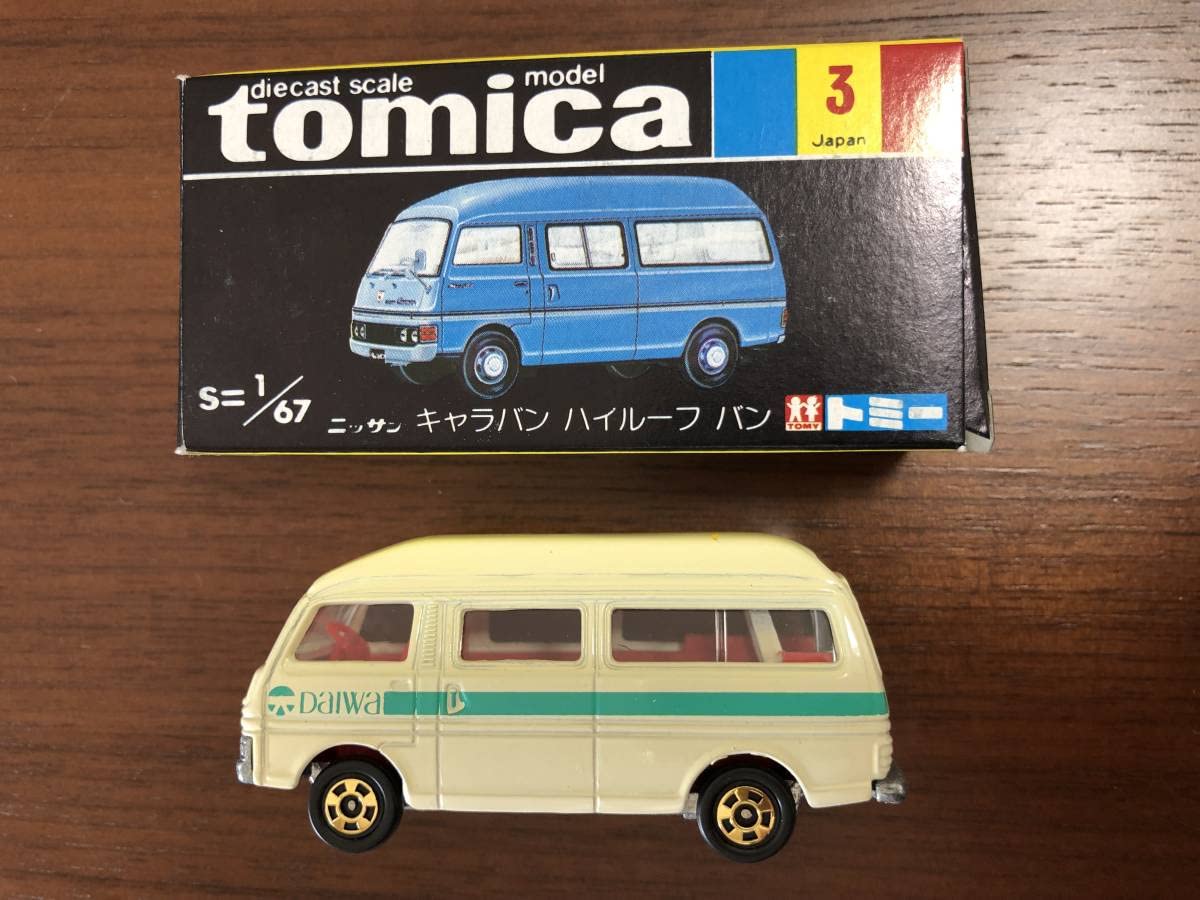 diecast scale model
tomica
3
Japan
S=1/67
ニッサン キャラバン ハイルーフ バン
TOMY
トミー
DAIWA